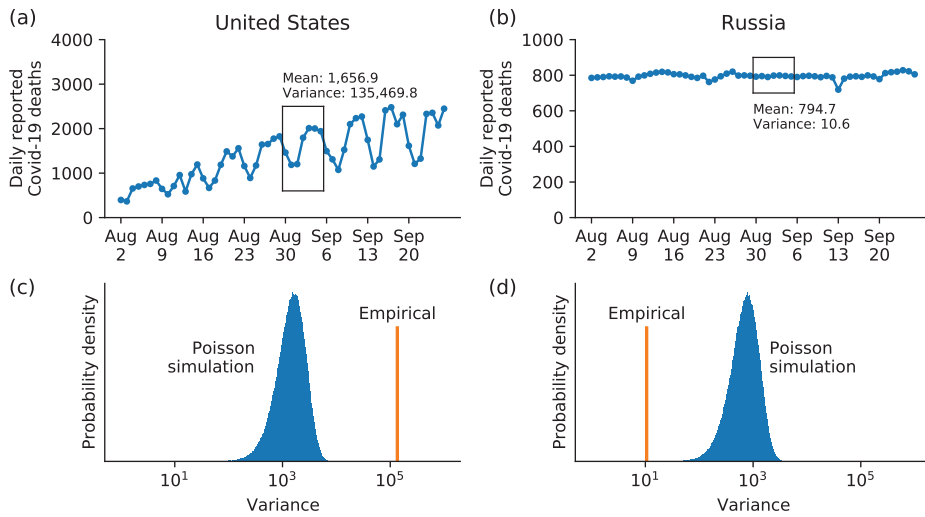 (a)
United States
Daily reported
Covid-19 deaths
4000
3000
2000
1000
0
Mean: 1,656.9
Variance: 135,469.8
Aug Aug Aug Aug Aug Sep Sep Sep
2 9 16 23 30 6 13 20
(b)
Russia
Daily reported
Covid-19 deaths
1000
800
600
400
200
0
Mean: 794.7
Variance: 10.6
Aug Aug Aug Aug Aug Sep Sep Sep
2 9 16 23 30 6 13 20
(c)
Probability density
Poisson
simulation
Empirical
10¹ 10³ 10⁵
Variance
(d)
Probability density
Empirical
Poisson
simulation
10¹ 10³ 10⁵
Variance